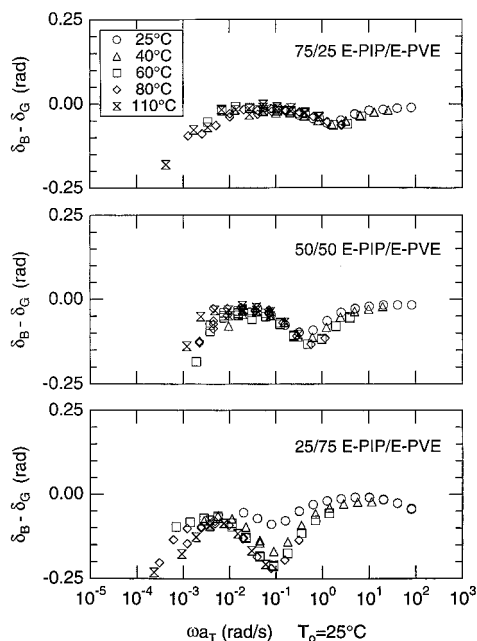 0.25
0.00
-0.25
δB - δG (rad)
25°C
40°C
60°C
80°C
110°C
75/25 E-PIP/E-PVE
0.25
0.00
-0.25
δB - δG (rad)
50/50 E-PIP/E-PVE
0.25
0.00
-0.25
δB - δG (rad)
25/75 E-PIP/E-PVE
10-5 10-4 10-3 10-2 10-1 100 101 102 103
ωaT (rad/s) To=25°C